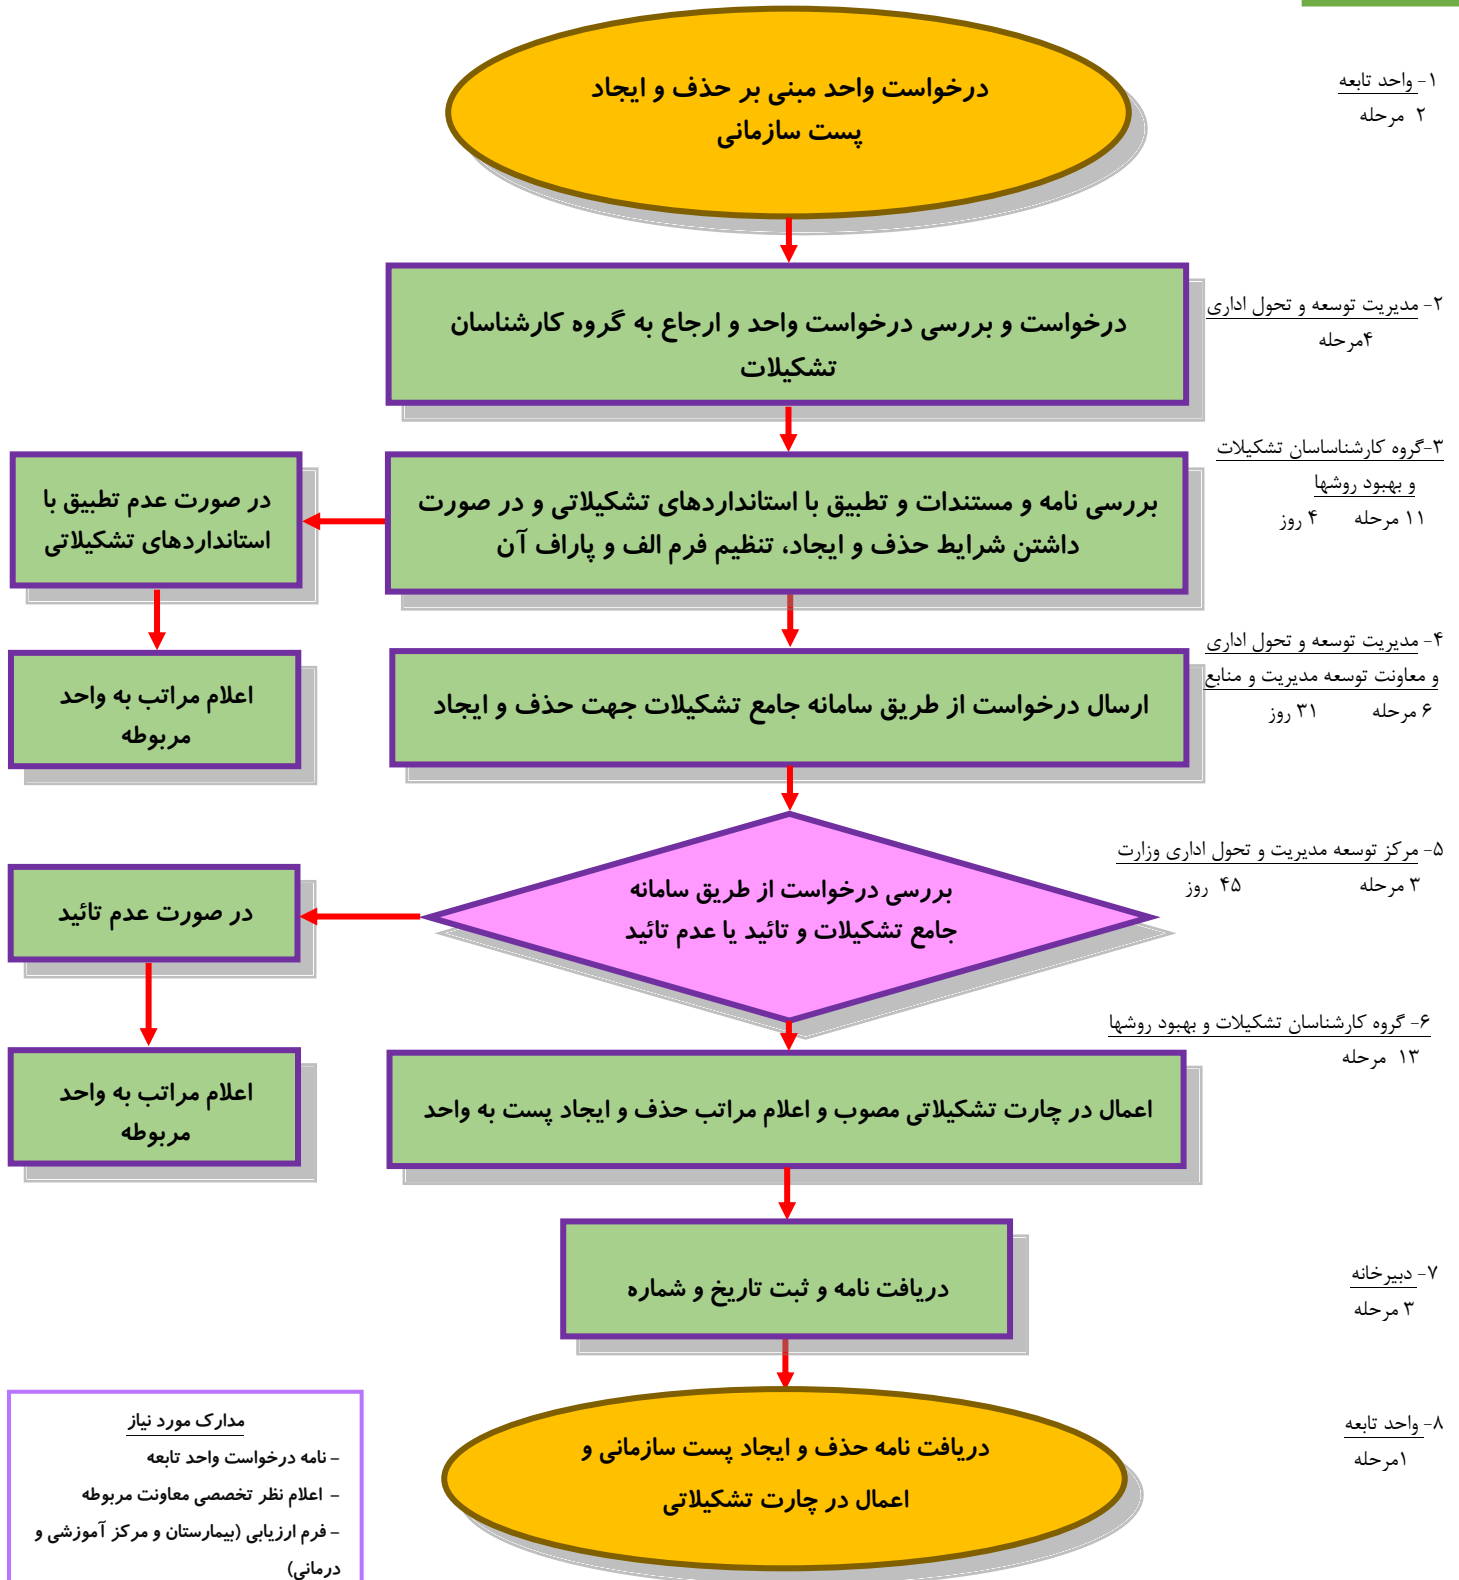 درخواست واحد مبنی بر حذف و ایجاد
پست سازمانی
۱- واحد تابعه
۲ مرحله
درخواست و بررسی درخواست واحد و ارجاع به گروه کارشناسان
تشکیلات
۲- مدیریت توسعه و تحول اداری
۴مرحله
۳-گروه کارشناساسان تشکیلات
و بهبود روشها
۱۱ مرحله ۴ روز
بررسی نامه و مستندات و تطبیق با استانداردهای تشکیلاتی و در صورت
داشتن شرایط حذف و ایجاد، تنظیم فرم الف و پاراف آن
در صورت عدم تطبیق با
استانداردهای تشکیلاتی
اعلام مراتب به واحد
مربوطه
۴- مدیریت توسعه و تحول اداری
و معاونت توسعه مدیریت و منابع
۶ مرحله ۳۱ روز
ارسال درخواست از طریق سامانه جامع تشکیلات جهت حذف و ایجاد
۵- مرکز توسعه مدیریت و تحول اداری وزارت
۳ مرحله ۴۵ روز
بررسی درخواست از طریق سامانه
جامع تشکیلات و تائید یا عدم تائید
در صورت عدم تائید
اعلام مراتب به واحد
مربوطه
۶- گروه کارشناسان تشکیلات و بهبود روشها
۱۳ مرحله
اعمال در چارت تشکیلاتی مصوب و اعلام مراتب حذف و ایجاد پست به واحد
۷- دبیرخانه
۳ مرحله
دریافت نامه و ثبت تاریخ و شماره
۸- واحد تابعه
۱مرحله
دریافت نامه حذف و ایجاد پست سازمانی و
اعمال در چارت تشکیلاتی
مدارک مورد نیاز
- نامه درخواست واحد تابعه
- اعلام نظر تخصصی معاونت مربوطه
- فرم ارزیابی (بیمارستان و مرکز آموزشی و
درمانی)